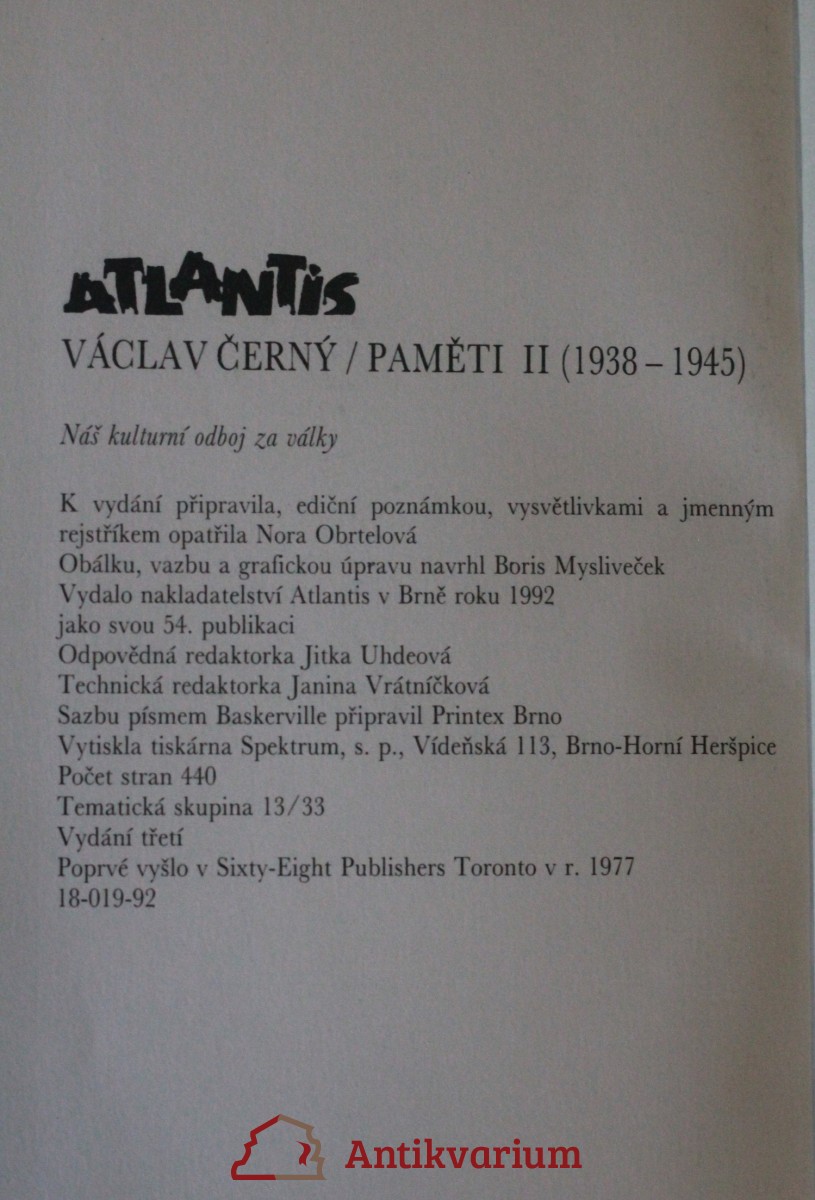 ATLANTiS
VÁCLAV ČERNÝ / PAMĚTI II (1938 – 1945)
Náš kulturní odboj za války
K vydání připravila, ediční poznámkou, vysvětlivkami a jmenným
rejstříkem opatřila Nora Obrtelová
Obálku, vazbu a grafickou úpravu navrhl Boris Mysliveček
Vydalo nakladatelství Atlantis v Brně roku 1992
jako svou 54. publikaci
Odpovědná redaktorka Jitka Uhdeová
Technická redaktorka Janina Vrátníčková
Sazbu písmem Baskerville připravil Printex Brno
Vytiskla tiskárna Spektrum, s. p., Vídeňská 113, Brno-Horní Heršpice
Počet stran 440
Tematická skupina 13/33
Vydání třetí
Poprvé vyšlo v Sixty-Eight Publishers Toronto v r. 1977
18-019-92
Antikvarium